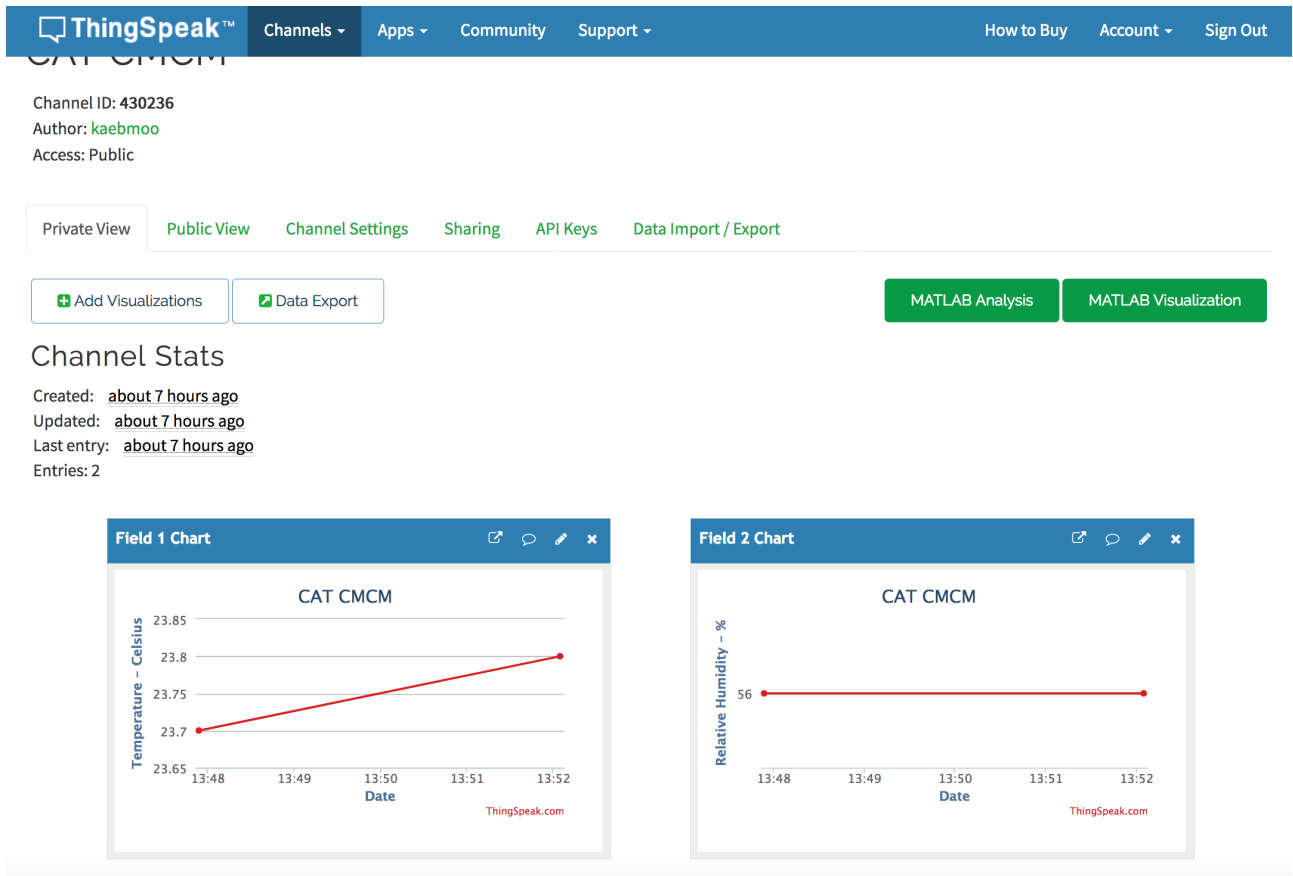 ThingSpeak™ Channels Apps Community Support How to Buy Account Sign Out
CAT CMCM
Channel ID: 430236
Author: kaebmoo
Access: Public
Private View Public View Channel Settings Sharing API Keys Data Import / Export
Add Visualizations Data Export MATLAB Analysis MATLAB Visualization
Channel Stats
Created: about 7 hours ago
Updated: about 7 hours ago
Last entry: about 7 hours ago
Entries: 2
Field 1 Chart
CAT CMCM
Temperature – Celsius
23.85
23.8
23.75
23.7
23.65
13:48 13:49 13:50 13:51 13:52
Date
ThingSpeak.com
Field 2 Chart
CAT CMCM
Relative Humidity – %
56
13:48 13:49 13:50 13:51 13:52
Date
ThingSpeak.com